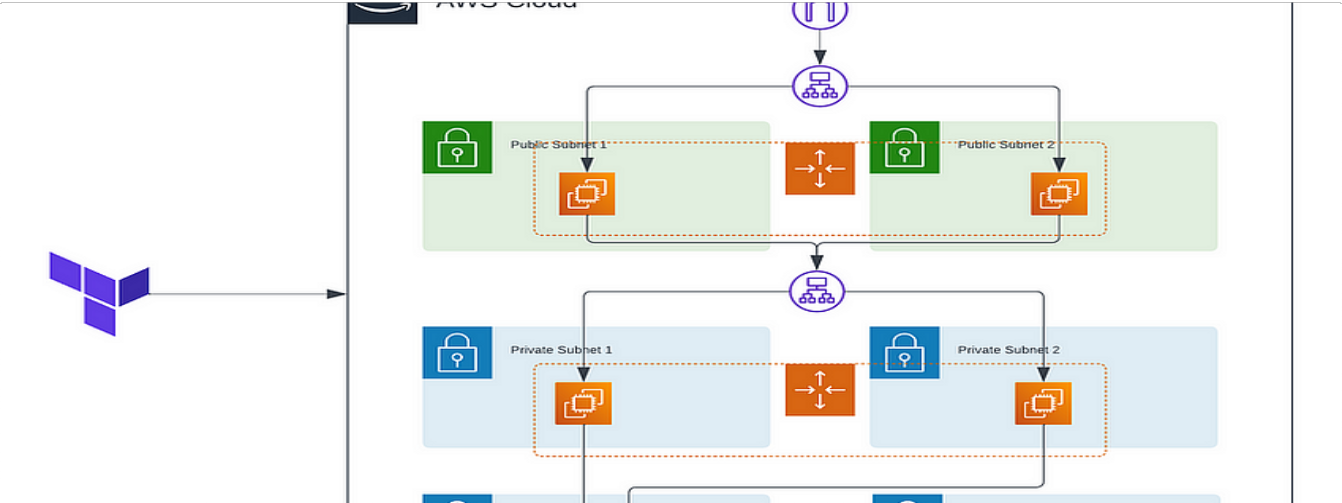 AWS Cloud
Public Subnet 1
Public Subnet 2
Private Subnet 1
Private Subnet 2